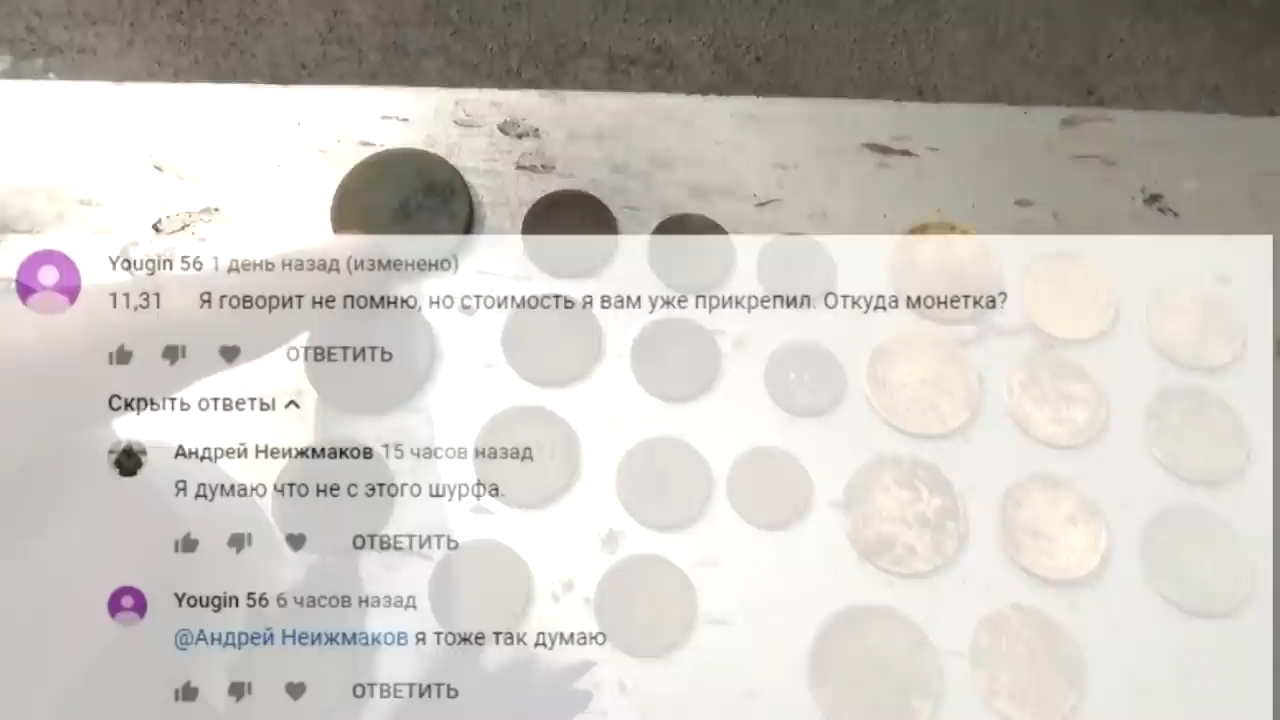 Yougin 56 1 день назад (изменено)
11,31 Я говорит не помню, но стоимость я вам уже прикрепил. Откуда монетка?
ОТВЕТИТЬ
Скрыть ответы
Андрей Неижмаков 15 часов назад
Я думаю что не с этого шурфа.
ОТВЕТИТЬ
Yougin 56 6 часов назад
@Андрей Неижмаков я тоже так думаю
ОТВЕТИТЬ